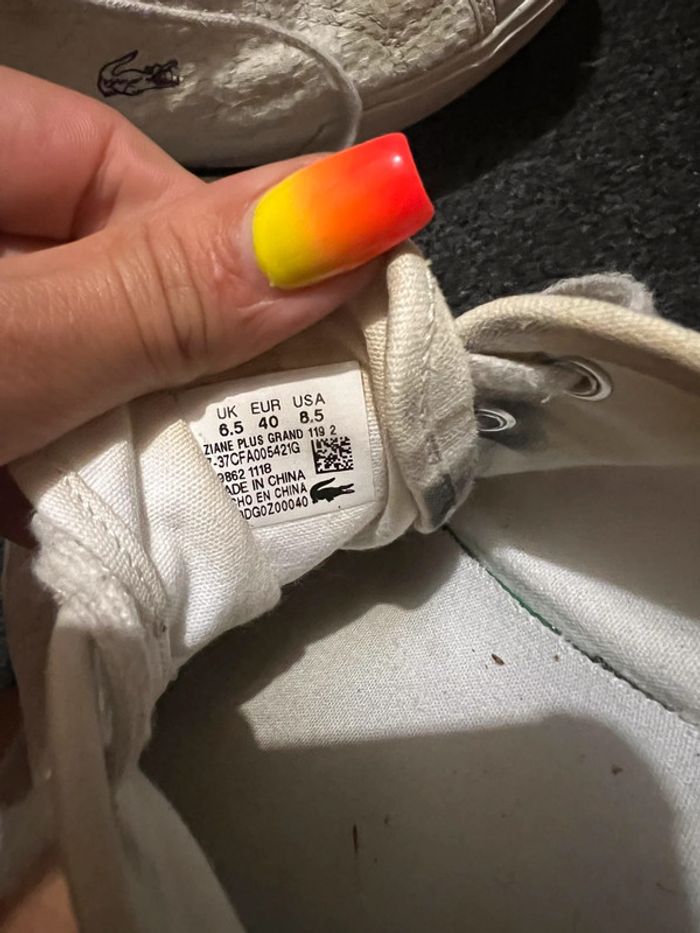 UK EUR USA
6.5 40 8.5
ZIANE PLUS GRAND 119 2
7-37CFA005421G
9862 1118
ADE IN CHINA
CHO EN CHINA
DG0Z00040